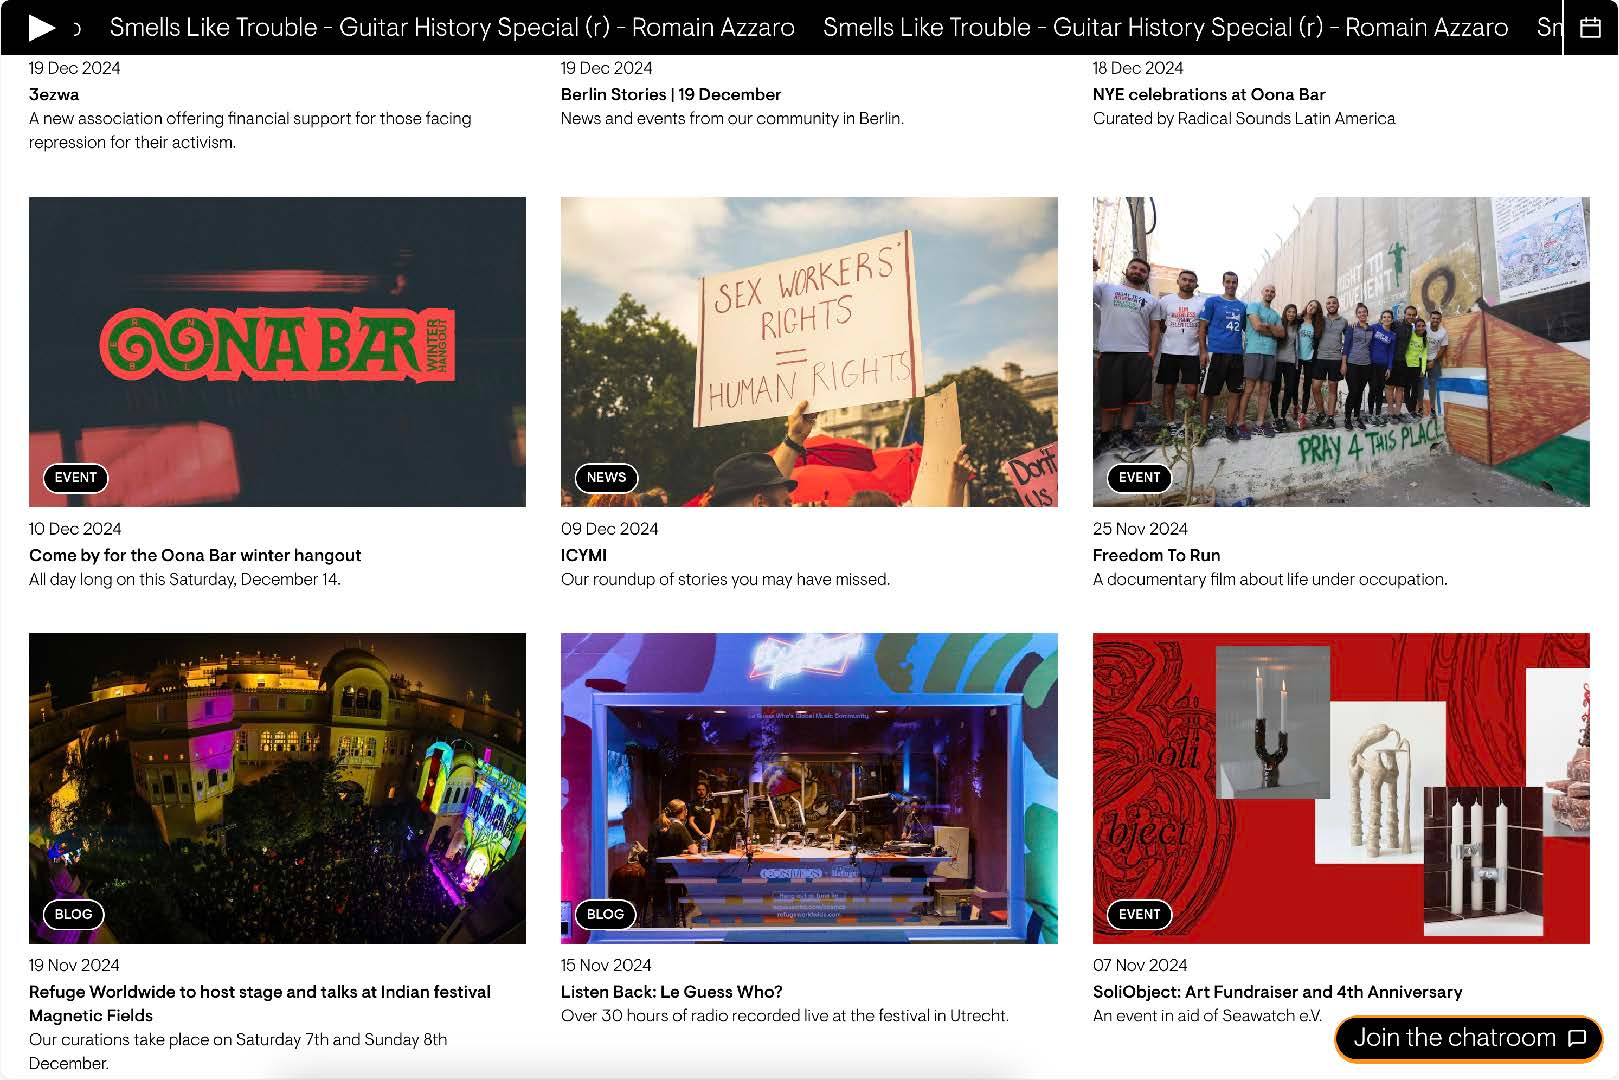 Smells Like Trouble - Guitar History Special (r) - Romain Azzaro
Smells Like Trouble - Guitar History Special (r) - Romain Azzaro
19 Dec 2024
3ezwa
A new association offering financial support for those facing
repression for their activism.
19 Dec 2024
Berlin Stories | 19 December
News and events from our community in Berlin.
18 Dec 2024
NYE celebrations at Oona Bar
Curated by Radical Sounds Latin America
OONA BAR
WINTER
HANGOUT
EVENT
10 Dec 2024
Come by for the Oona Bar winter hangout
All day long on this Saturday, December 14.
SEX WORKERS'
RIGHTS
=
HUMAN RIGHTS
Don't
US
NEWS
09 Dec 2024
ICYMI
Our roundup of stories you may have missed.
RIGHT TO
MOVEMENT
42
PRAY 4 THIS PLACE
EVENT
25 Nov 2024
Freedom To Run
A documentary film about life under occupation.
BLOG
19 Nov 2024
Refuge Worldwide to host stage and talks at Indian festival
Magnetic Fields
Our curations take place on Saturday 7th and Sunday 8th
December.
Le Guess Who's Global Music Community
COSMOS
refugeworldwide.com
BLOG
15 Nov 2024
Listen Back: Le Guess Who?
Over 30 hours of radio recorded live at the festival in Utrecht.
oli
bject
EVENT
07 Nov 2024
SoliObject: Art Fundraiser and 4th Anniversary
An event in aid of Seawatch e.V.
Join the chatroom